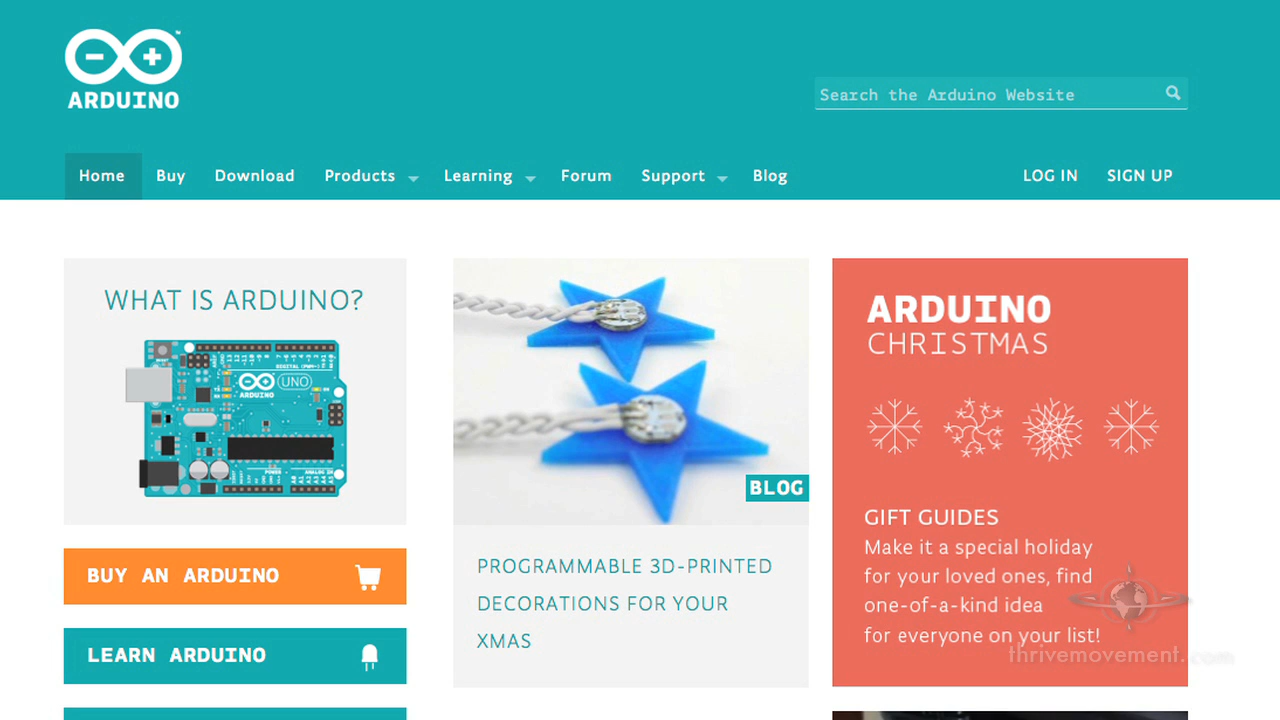 ARDUINO
Search the Arduino Website
Home Buy Download Products Learning Forum Support Blog LOG IN SIGN UP
WHAT IS ARDUINO?
UNO
ARDUINO
BUY AN ARDUINO
LEARN ARDUINO
BLOG
PROGRAMMABLE 3D-PRINTED
DECORATIONS FOR YOUR
XMAS
ARDUINO
CHRISTMAS
GIFT GUIDES
Make it a special holiday
for your loved ones, find
one-of-a-kind idea
for everyone on your list!
thrivemovement.com